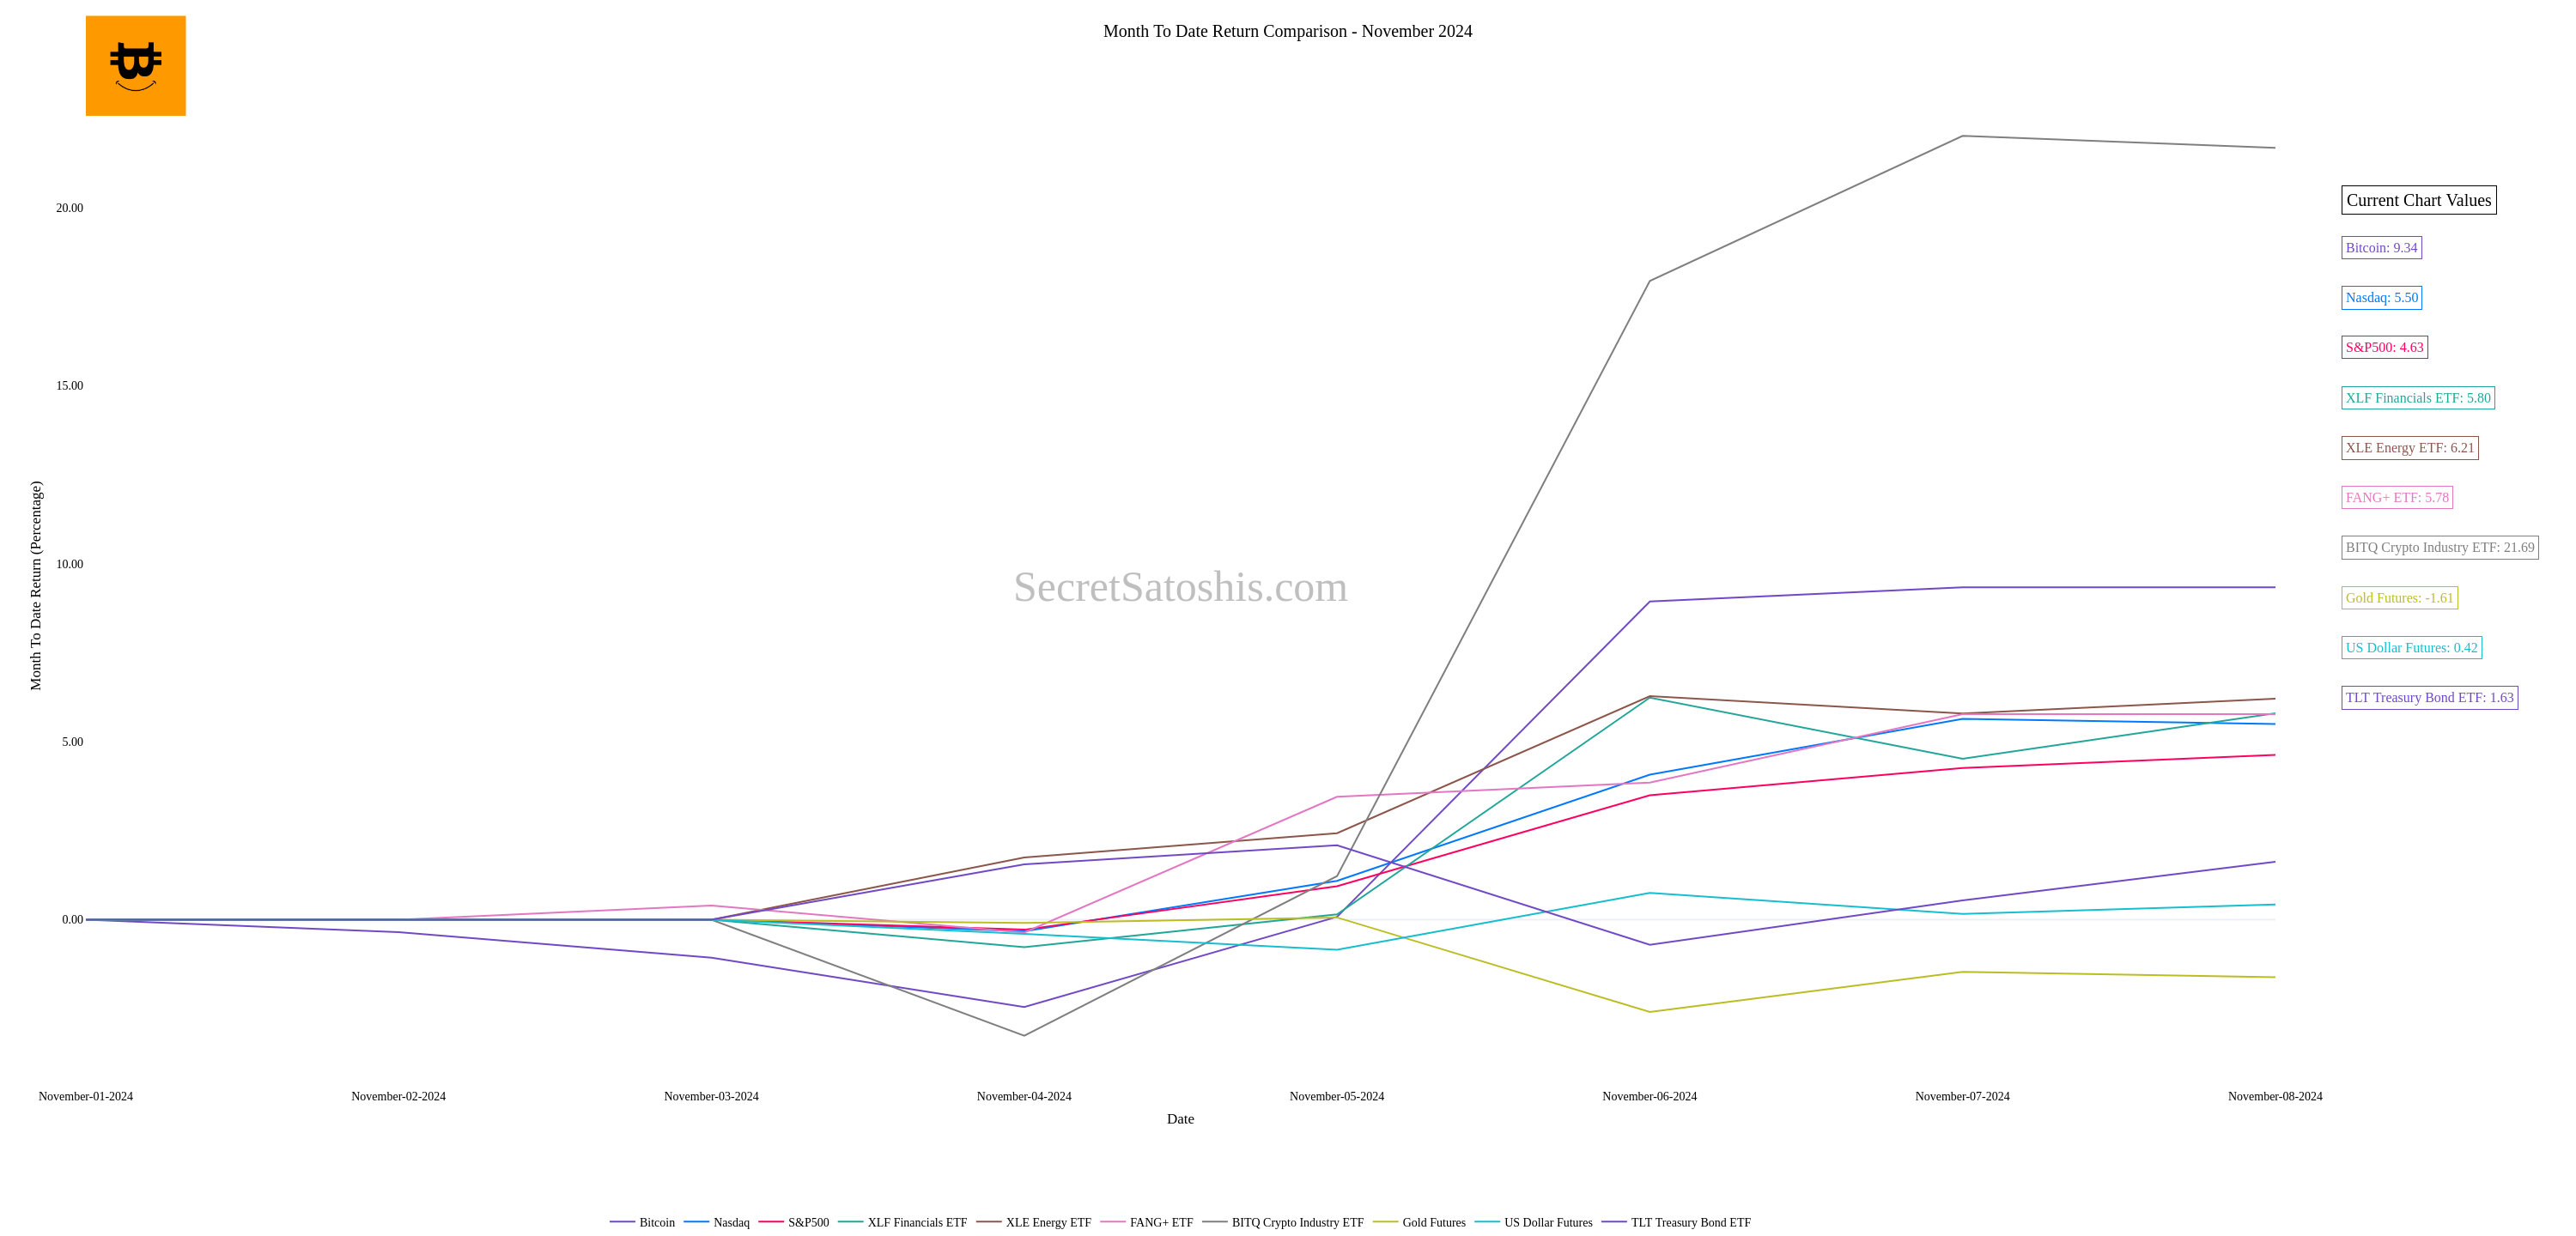 Month To Date Return Comparison - November 2024
20.00
15.00
10.00
5.00
0.00
Month To Date Return (Percentage)
SecretSatoshis.com
Current Chart Values
Bitcoin: 9.34
Nasdaq: 5.50
S&P500: 4.63
XLF Financials ETF: 5.80
XLE Energy ETF: 6.21
FANG+ ETF: 5.78
BITQ Crypto Industry ETF: 21.69
Gold Futures: -1.61
US Dollar Futures: 0.42
TLT Treasury Bond ETF: 1.63
November-01-2024 November-02-2024 November-03-2024 November-04-2024 November-05-2024 November-06-2024 November-07-2024 November-08-2024
Date
Bitcoin Nasdaq S&P500 XLF Financials ETF XLE Energy ETF FANG+ ETF BITQ Crypto Industry ETF Gold Futures US Dollar Futures TLT Treasury Bond ETF